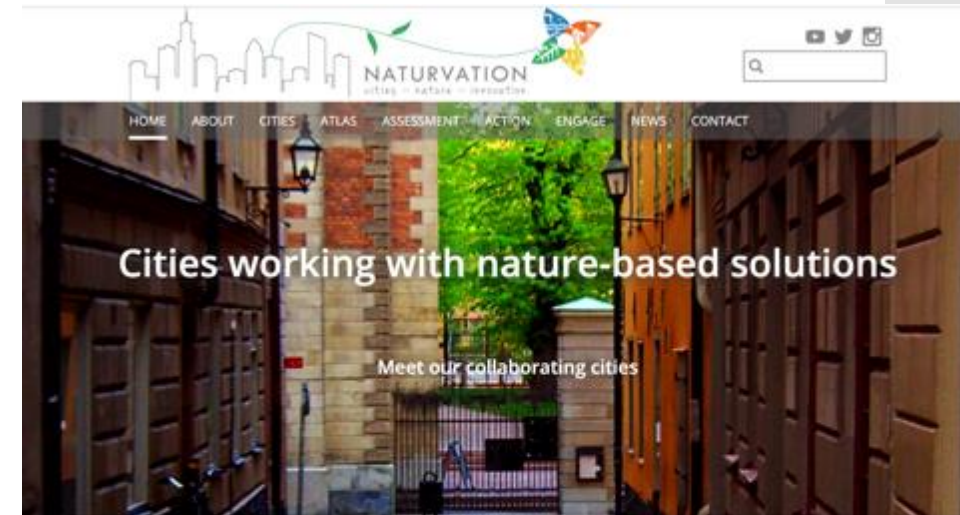 NATURVATION
cities – nature – innovation
HOME ABOUT CITIES ATLAS ASSESSMENT ACTION ENGAGE NEWS CONTACT
Cities working with nature-based solutions
Meet our collaborating cities